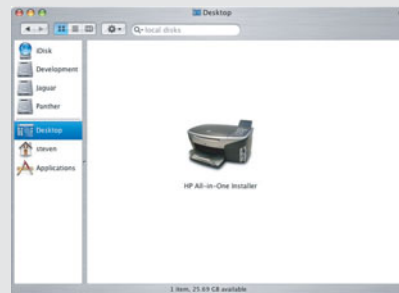 Desktop
local disks
iDisk
Development
Jaguar
Panther
Desktop
steven
Applications
HP All-in-One Installer
1 item, 25.69 GB available